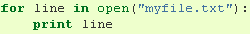 for line in open("myfile.txt"):
    print line